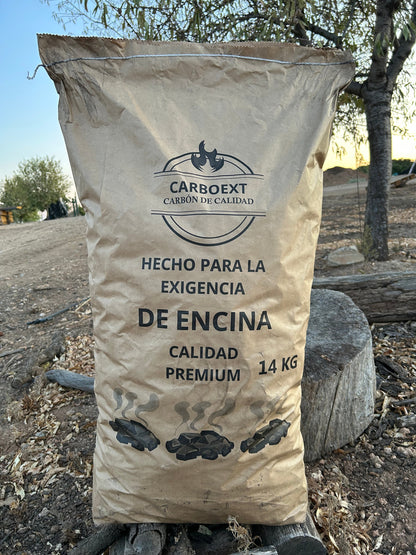 CARBOEXT
CARBÓN DE CALIDAD
HECHO PARA LA
EXIGENCIA
DE ENCINA
CALIDAD
PREMIUM
14 KG